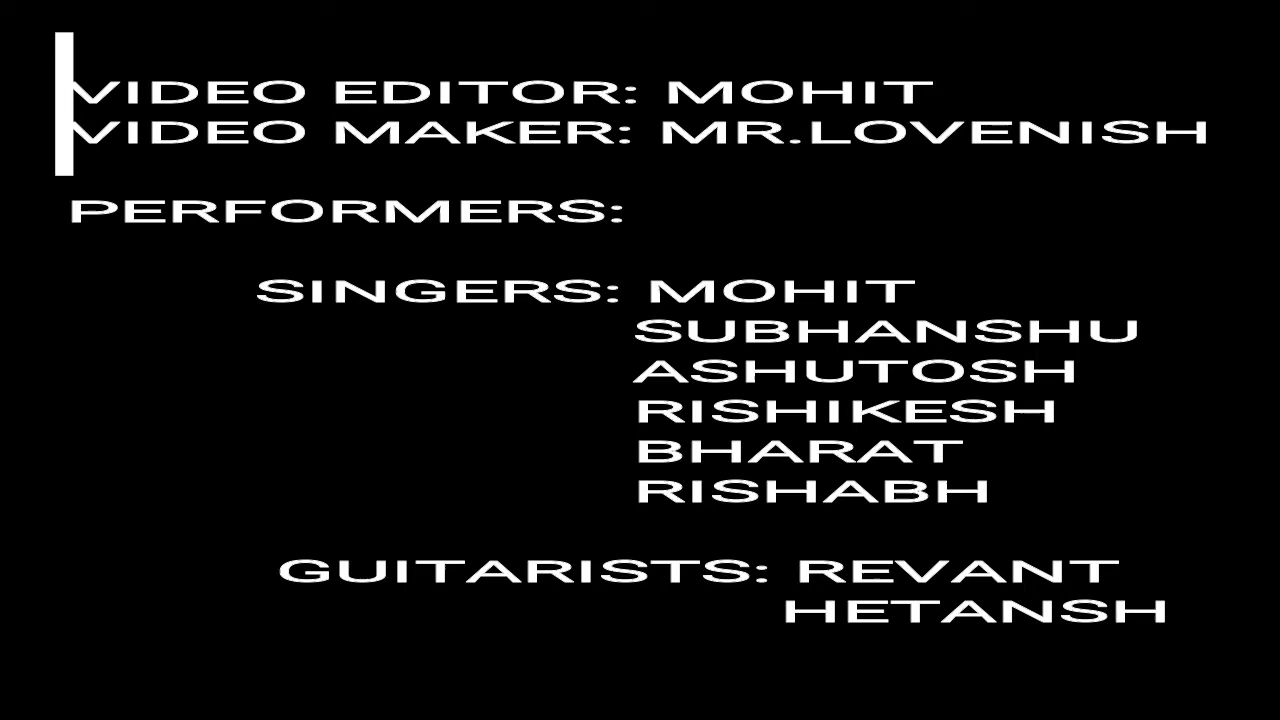 VIDEO EDITOR: MOHIT
VIDEO MAKER: MR.LOVENISH
PERFORMERS:
SINGERS: MOHIT
SUBHANSHU
ASHUTOSH
RISHIKESH
BHARAT
RISHABH
GUITARISTS: REVANT
HETANSH